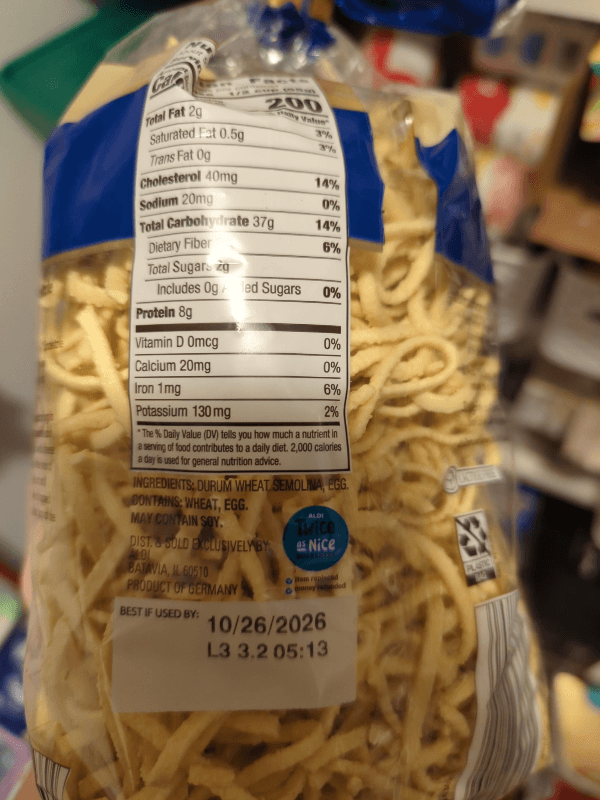 Cal
200
Total Fat 2g 3%
Saturated Fat 0.5g 3%
Trans Fat 0g
Cholesterol 40mg 14%
Sodium 20mg 0%
Total Carbohydrate 37g 14%
Dietary Fiber 6%
Total Sugars 2g
Includes 0g Added Sugars 0%
Protein 8g
Vitamin D 0mcg 0%
Calcium 20mg 0%
Iron 1mg 6%
Potassium 130mg 2%
*The % Daily Value (DV) tells you how much a nutrient in
a serving of food contributes to a daily diet. 2,000 calories
a day is used for general nutrition advice.
INGREDIENTS: DURUM WHEAT SEMOLINA, EGG.
CONTAINS: WHEAT, EGG.
MAY CONTAIN SOY.
DIST. & SOLD EXCLUSIVELY BY:
ALDI
BATAVIA, IL 60510
PRODUCT OF GERMANY
ALDI
Twice
as Nice
BEST IF USED BY: 10/26/2026
L3 3.2 05:13
PLASTIC
BAG